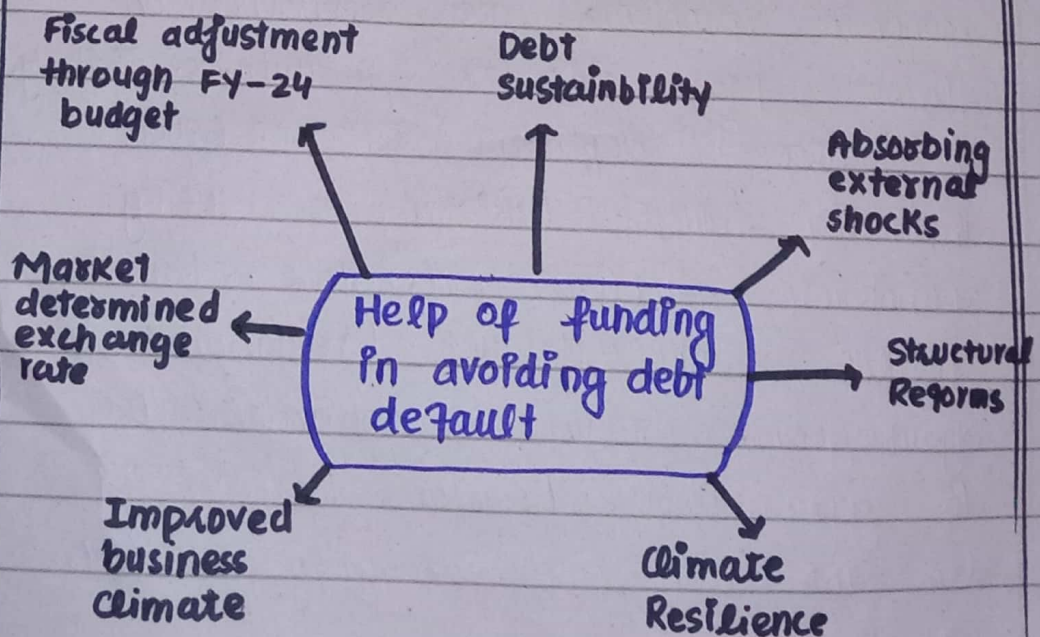 Fiscal adjustment
through FY-24
budget
Debt
Sustainbility
Absorbing
external
shocks
Market
determined
exchange
rate
Help of funding
in avoiding debt
default
Structural
Reforms
Improved
business
climate
Climate
Resilience